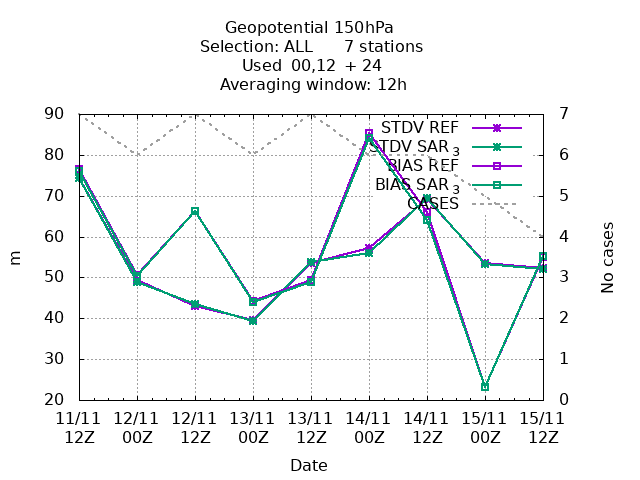 Geopotential 150hPa
Selection: ALL      7 stations
Used  00,12  + 24
Averaging window: 12h
90
80
70
60
50
40
30
20
m
7
6
5
4
3
2
1
0
No cases
STDV REF
STDV SAR 3
BIAS REF
BIAS SAR 3
CASES
11/11 12/11 12/11 13/11 13/11 14/11 14/11 15/11 15/11
12Z 00Z 12Z 00Z 12Z 00Z 12Z 00Z 12Z
Date